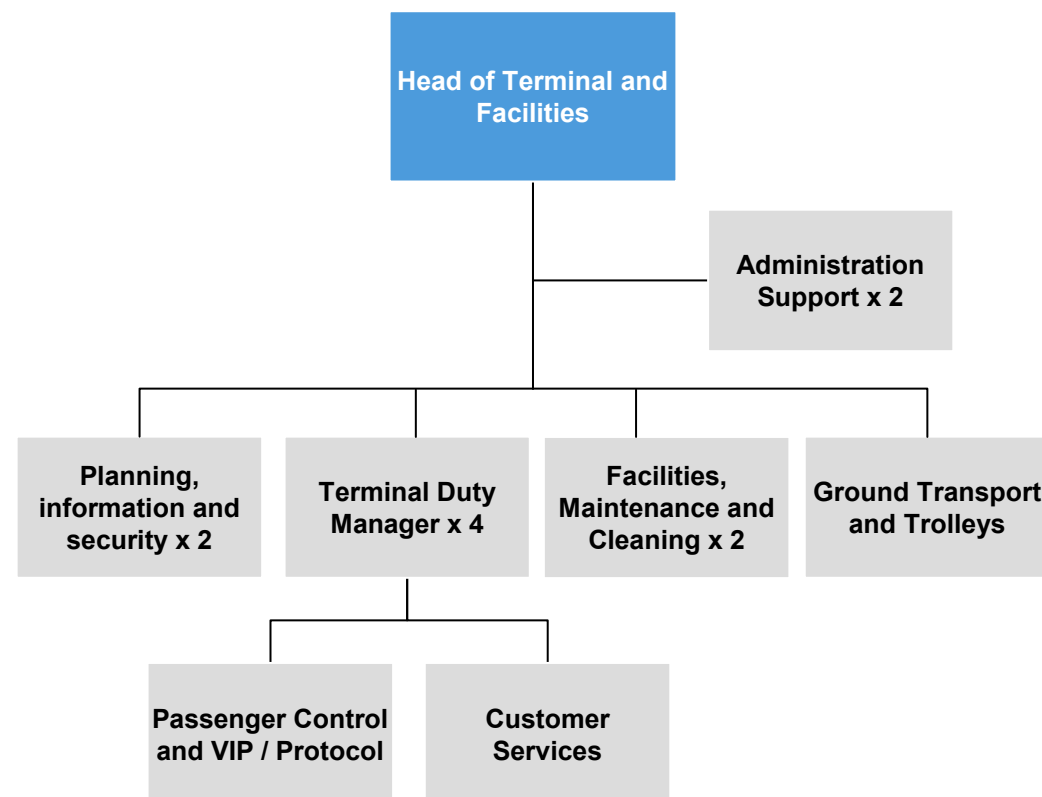 Head of Terminal and
Facilities
Administration
Support x 2
Planning,
information and
security x 2
Terminal Duty
Manager x 4
Facilities,
Maintenance and
Cleaning x 2
Ground Transport
and Trolleys
Passenger Control
and VIP / Protocol
Customer
Services